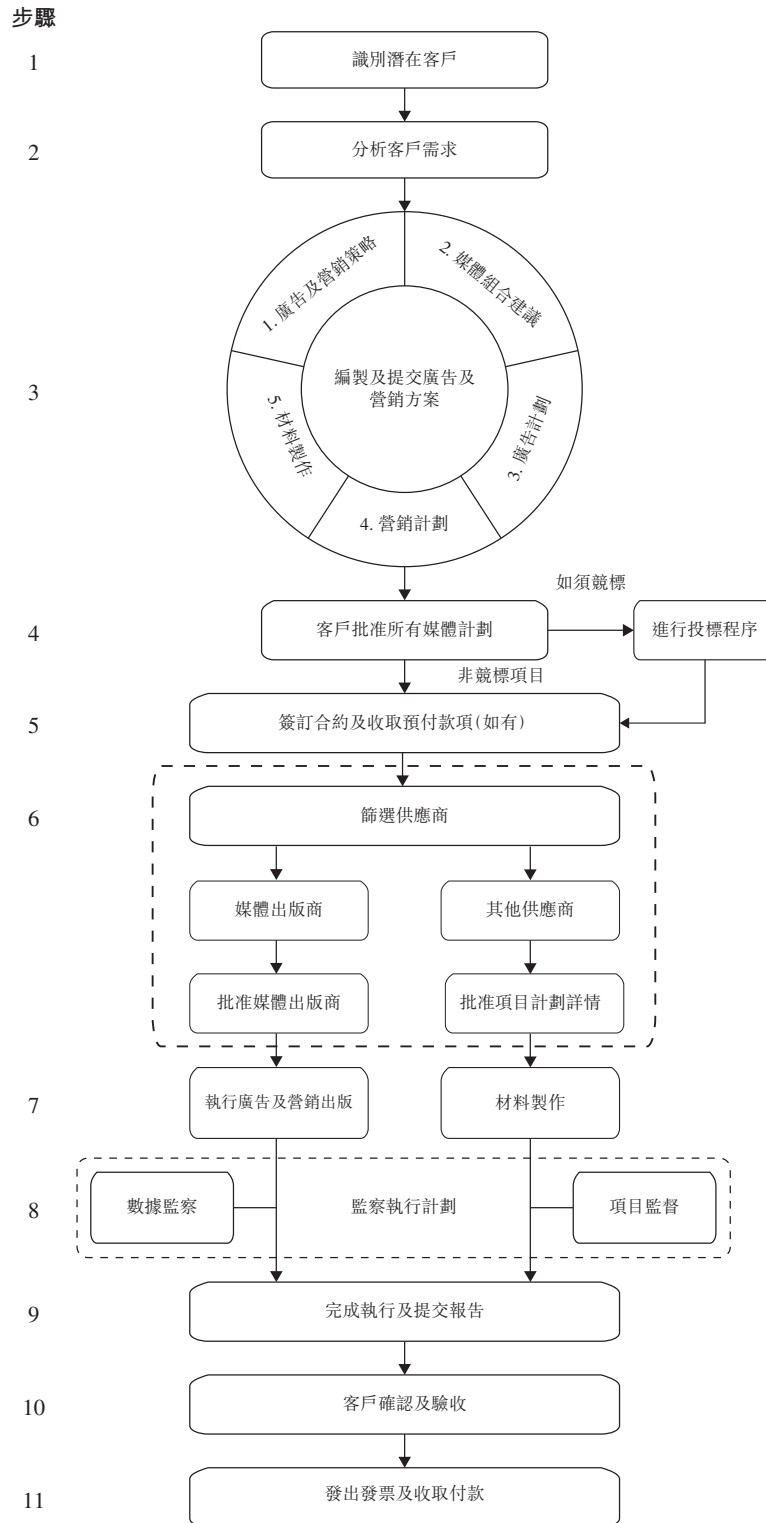 步驟
1
識別潛在客戶
2
分析客戶需求
3
1. 廣告及營銷策略
2. 媒體組合建議
3. 廣告計劃
4. 營銷計劃
5. 材料製作
編製及提交廣告及
營銷方案
如須競標
4
客戶批准所有媒體計劃
進行投標程序
非競標項目
5
簽訂合約及收取預付款項(如有)
6
篩選供應商
媒體出版商
其他供應商
批准媒體出版商
批准項目計劃詳情
7
執行廣告及營銷出版
材料製作
8
數據監察
監察執行計劃
項目監督
9
完成執行及提交報告
10
客戶確認及驗收
11
發出發票及收取付款